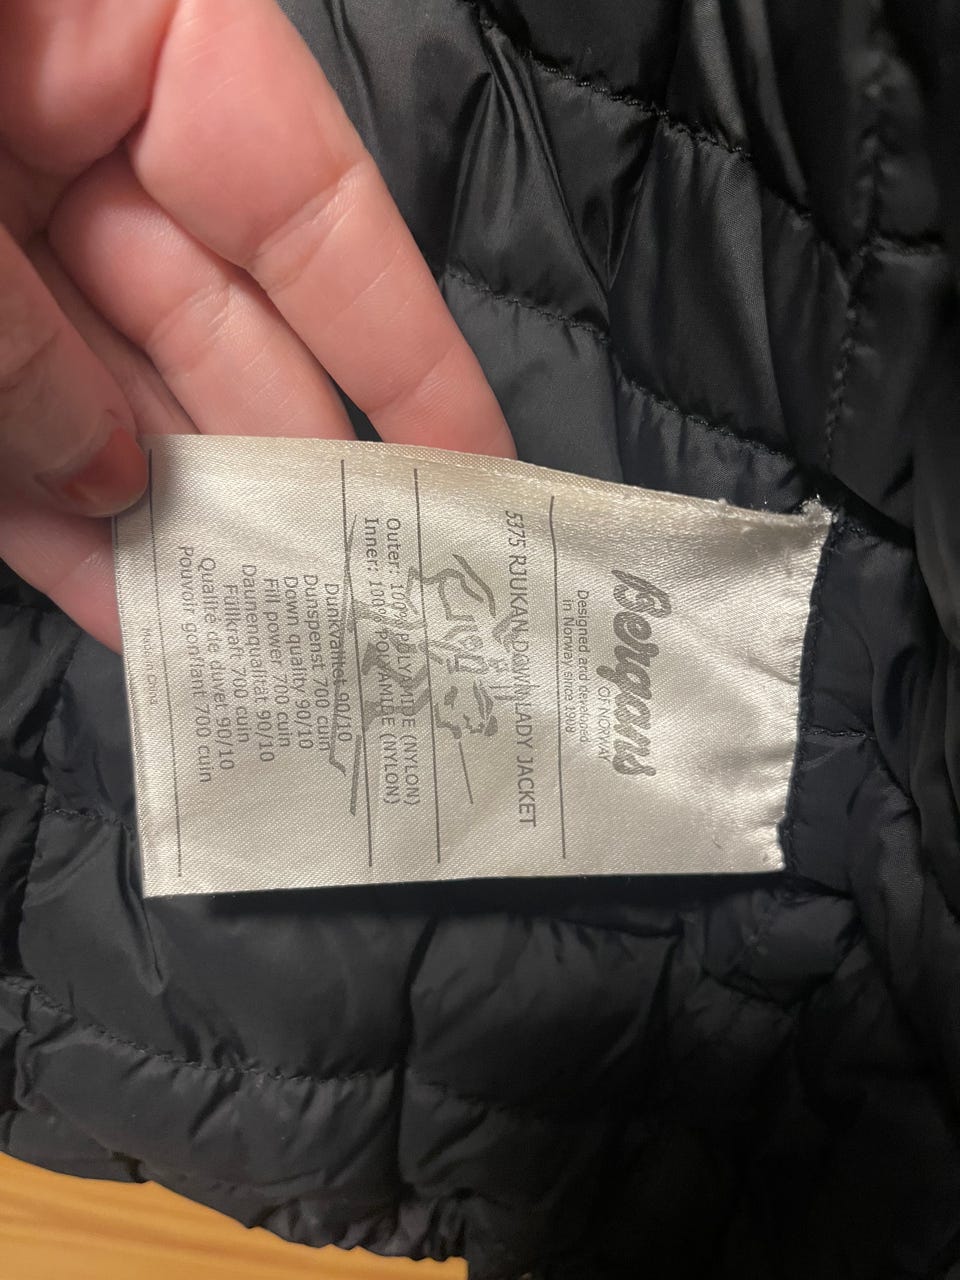 Bergans
OF NORWAY
Designed and developed
in Norway since 1908
5375 RJUKAN DOWN LADY JACKET
Outer: 100% POLYAMIDE (NYLON)
Inner: 100% POLYAMIDE (NYLON)
Dunkvalitet 90/10
Dunspenst 700 cuin
Down quality 90/10
Fill power 700 cuin
Daunenqualität 90/10
Füllkraft 700 cuin
Qualité de duvet 90/10
Pouvoir gonflant 700 cuin
Made in China